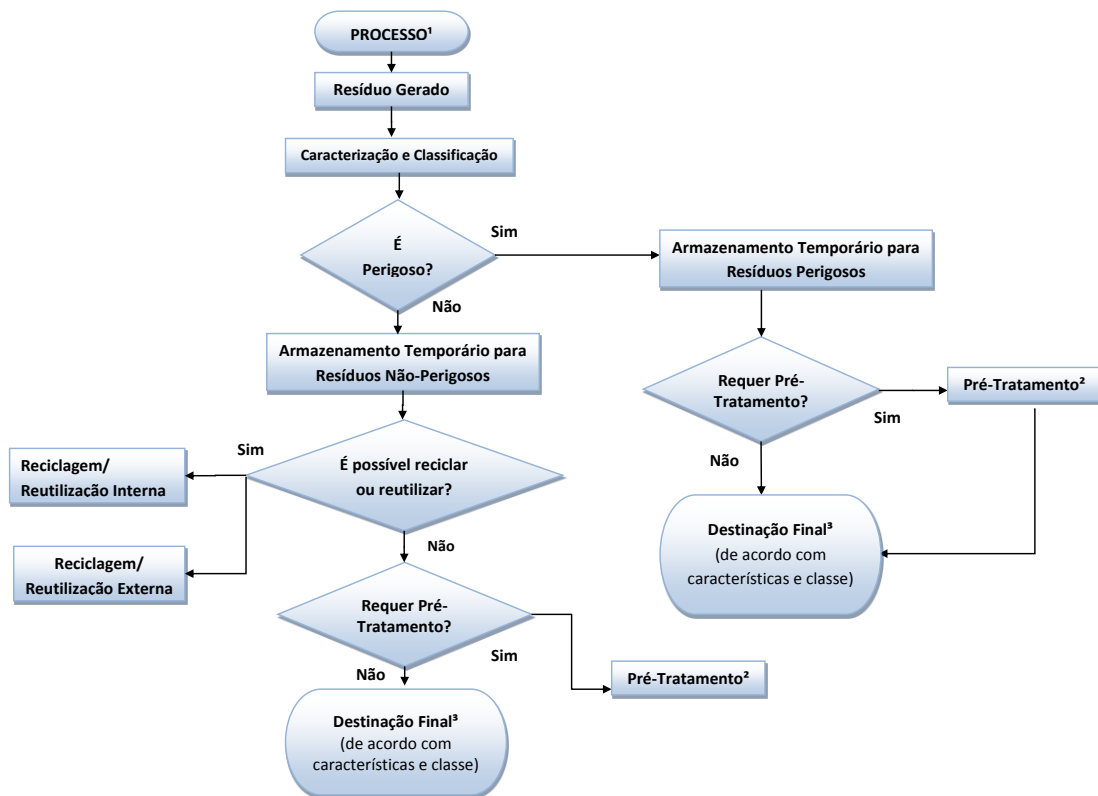 PROCESSO¹
Resíduo Gerado
Caracterização e Classificação
É
Perigoso?
Sim
Não
Armazenamento Temporário para
Resíduos Perigosos
Armazenamento Temporário para
Resíduos Não-Perigosos
Requer Pré-
Tratamento?
Sim
Pré-Tratamento²
Não
Destinação Final³
(de acordo com
características e classe)
É possível reciclar
ou reutilizar?
Sim
Reciclagem/
Reutilização Interna
Reciclagem/
Reutilização Externa
Não
Requer Pré-
Tratamento?
Sim
Pré-Tratamento²
Não
Destinação Final³
(de acordo com
características e classe)